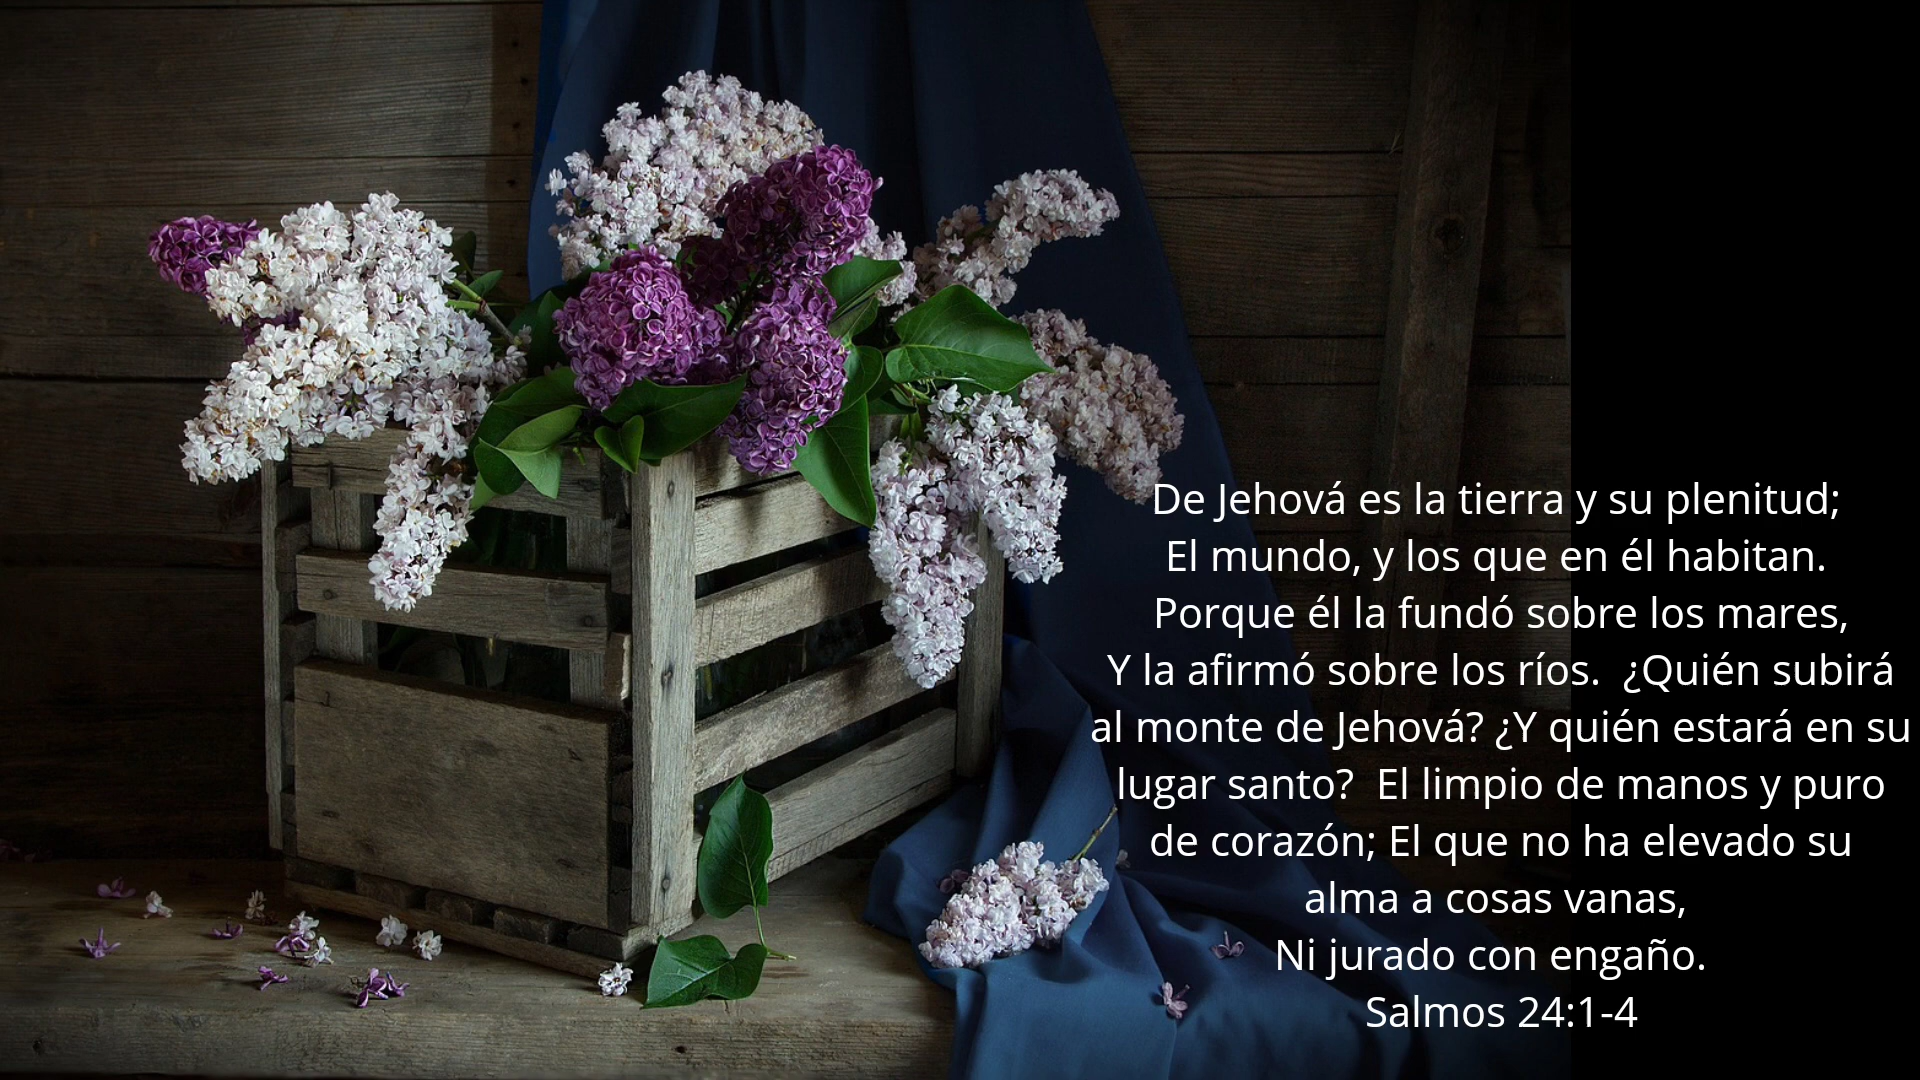 De Jehová es la tierra y su plenitud;
El mundo, y los que en él habitan.
Porque él la fundó sobre los mares,
Y la afirmó sobre los ríos.  ¿Quién subirá
al monte de Jehová? ¿Y quién estará en su
lugar santo?  El limpio de manos y puro
de corazón; El que no ha elevado su
alma a cosas vanas,
Ni jurado con engaño.
Salmos 24:1-4